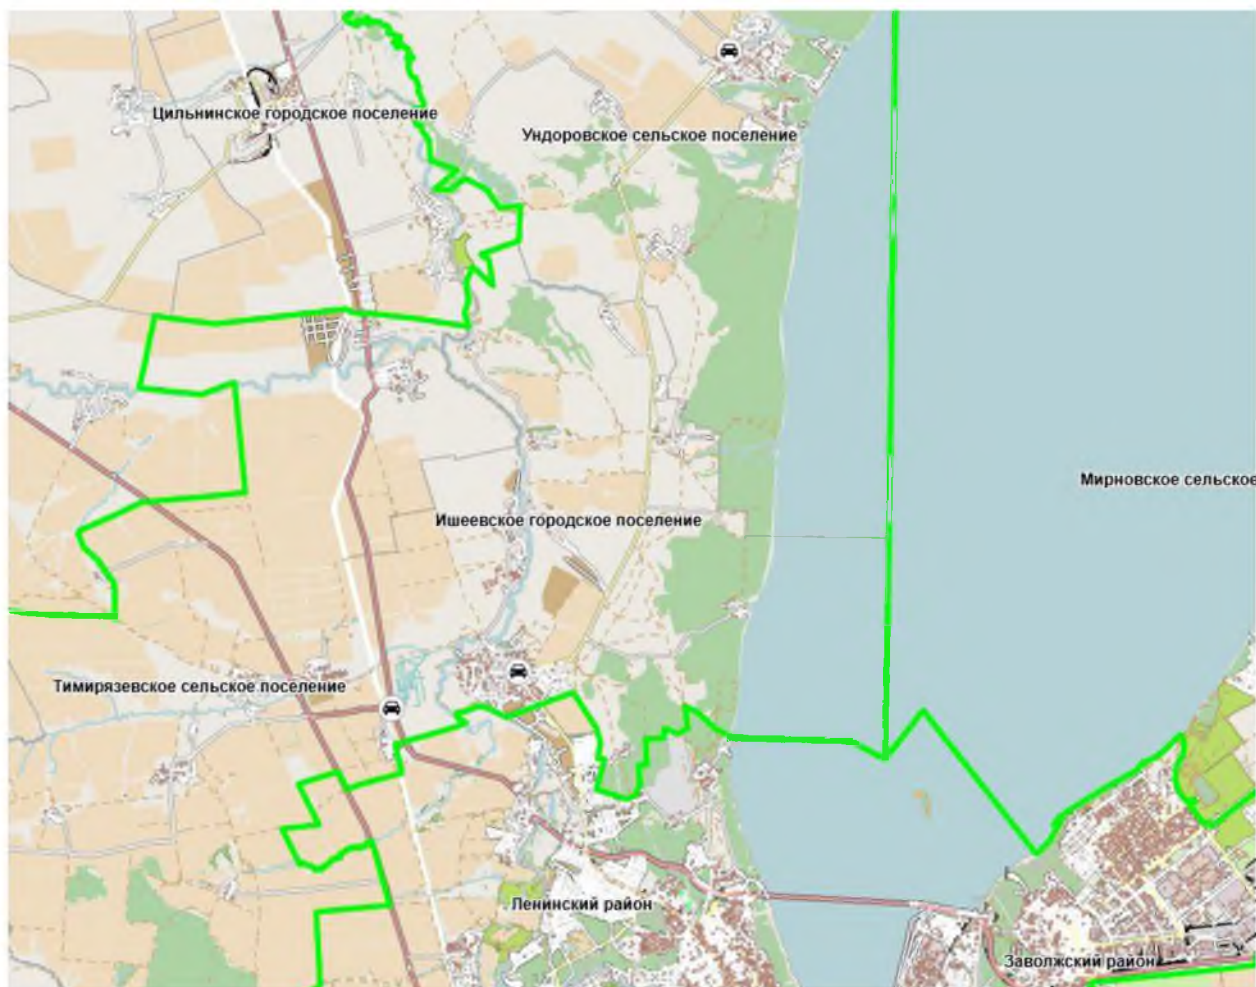 Цильнинское городское поселение
Ундоровское сельское поселение
Мирновское сельское
Ишеевское городское поселение
Тимирязевское сельское поселение
Ленинский район
Заволжский район